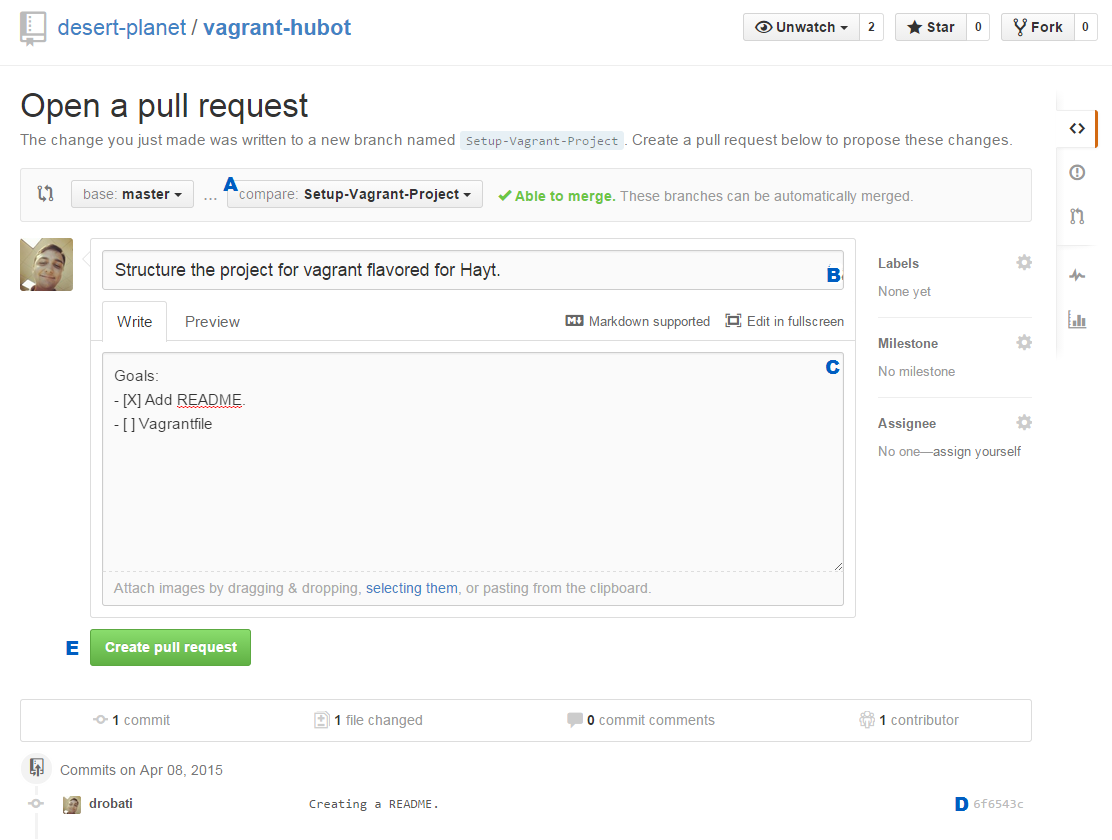 desert-planet / vagrant-hubot
Unwatch 2 Star 0 Fork 0
Open a pull request
The change you just made was written to a new branch named Setup-Vagrant-Project. Create a pull request below to propose these changes.
base: master ... A compare: Setup-Vagrant-Project Able to merge. These branches can be automatically merged.
Structure the project for vagrant flavored for Hayt. B
Write Preview Markdown supported Edit in fullscreen
C
Goals:
- [X] Add README.
- [ ] Vagrantfile
Attach images by dragging & dropping, selecting them, or pasting from the clipboard.
Labels
None yet
Milestone
No milestone
Assignee
No one—assign yourself
E Create pull request
1 commit 1 file changed 0 commit comments 1 contributor
Commits on Apr 08, 2015
drobati Creating a README. D 6f6543c